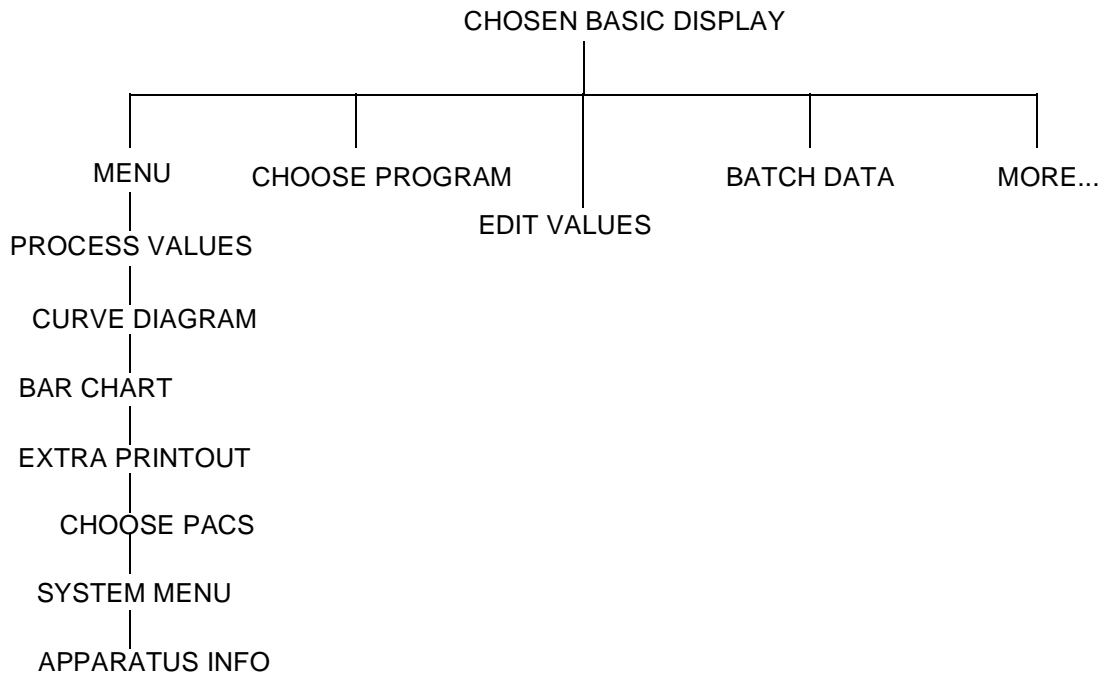 CHOSEN BASIC DISPLAY
MENU
CHOOSE PROGRAM
EDIT VALUES
BATCH DATA
MORE...
PROCESS VALUES
CURVE DIAGRAM
BAR CHART
EXTRA PRINTOUT
CHOOSE PACS
SYSTEM MENU
APPARATUS INFO